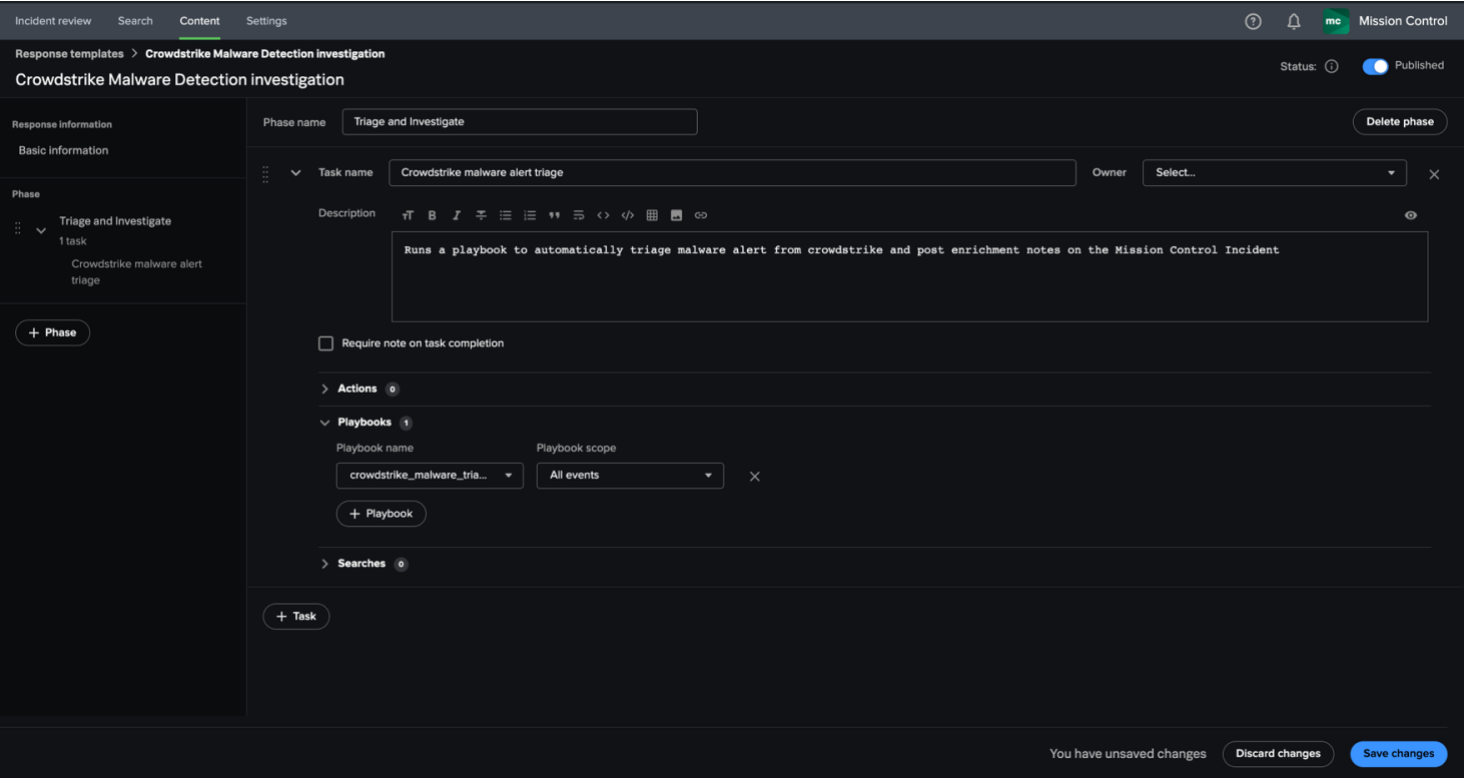 Incident review Search Content Settings
mc Mission Control
Response templates > Crowdstrike Malware Detection investigation
Crowdstrike Malware Detection investigation
Status: Published
Response information
Basic information
Phase
Triage and Investigate
1 task
Crowdstrike malware alert
triage
+ Phase
Phase name Triage and Investigate
Delete phase
Task name Crowdstrike malware alert triage
Owner Select...
Description
Runs a playbook to automatically triage malware alert from crowdstrike and post enrichment notes on the Mission Control Incident
Require note on task completion
Actions 0
Playbooks 1
Playbook name Playbook scope
crowdstrike_malware_tria... All events
+ Playbook
Searches 0
+ Task
You have unsaved changes Discard changes Save changes